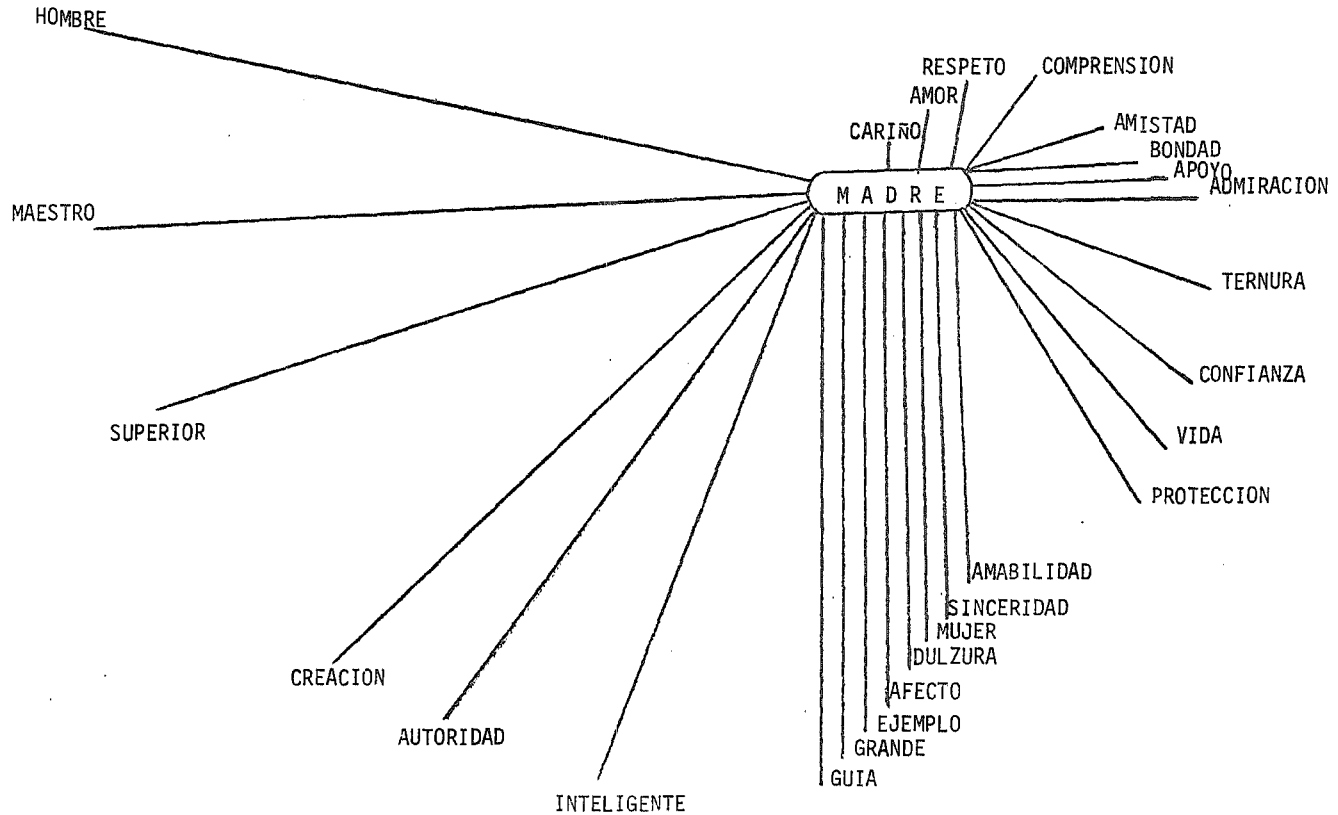 HOMBRE
RESPETO
COMPRENSION
AMOR
CARIÑO
AMISTAD
BONDAD
APOYO
ADMIRACION
M A D R E
MAESTRO
TERNURA
CONFIANZA
SUPERIOR
VIDA
PROTECCION
AMABILIDAD
SINCERIDAD
MUJER
DULZURA
CREACION
AFECTO
EJEMPLO
AUTORIDAD
GRANDE
GUIA
INTELIGENTE